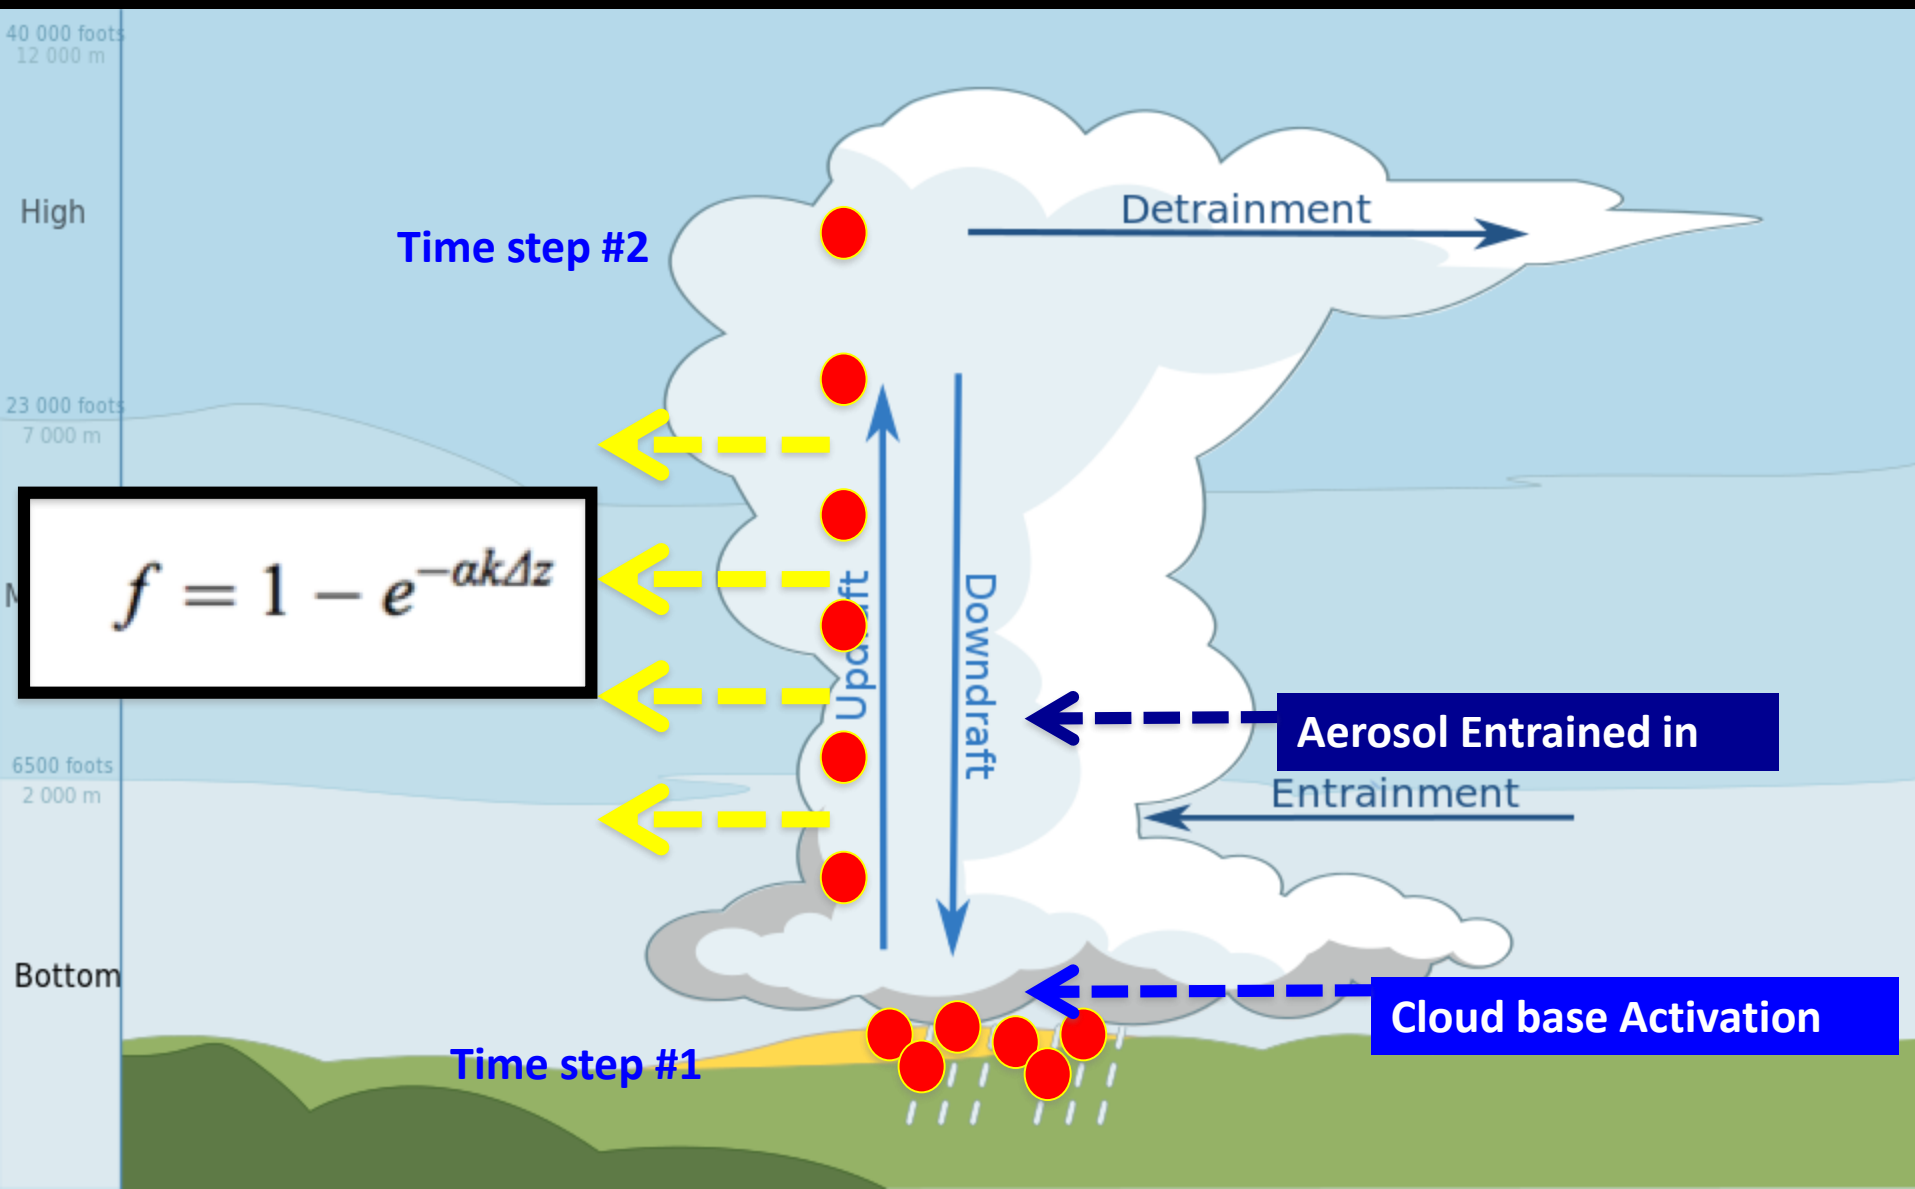 40 000 foots
12 000 m
High
Time step #2
Detrainment
23 000 foots
7 000 m
f = 1 − e^{−αkΔz}
Updraft
Downdraft
Aerosol Entrained in
6500 foots
2 000 m
Entrainment
Bottom
Cloud base Activation
Time step #1